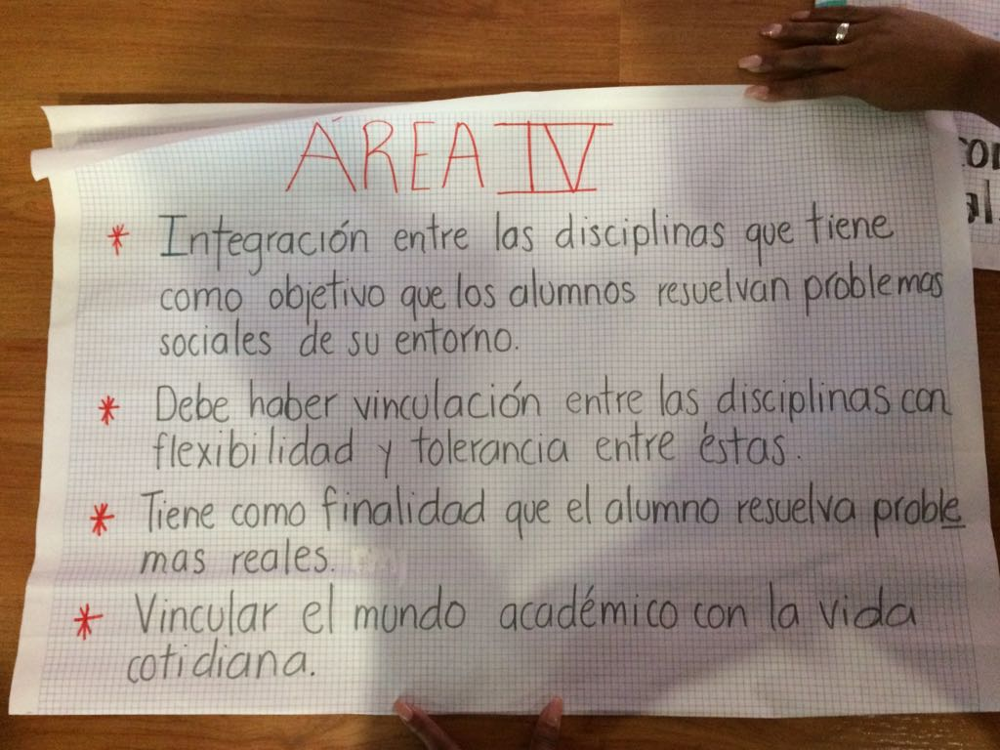 ÁREA IV
* Integración entre las disciplinas que tiene
como objetivo que los alumnos resuelvan problemas
sociales de su entorno.
* Debe haber vinculación entre las disciplinas con
flexibilidad y tolerancia entre éstas.
* Tiene como finalidad que el alumno resuelva proble
mas reales.
* Vincular el mundo académico con la vida
cotidiana.